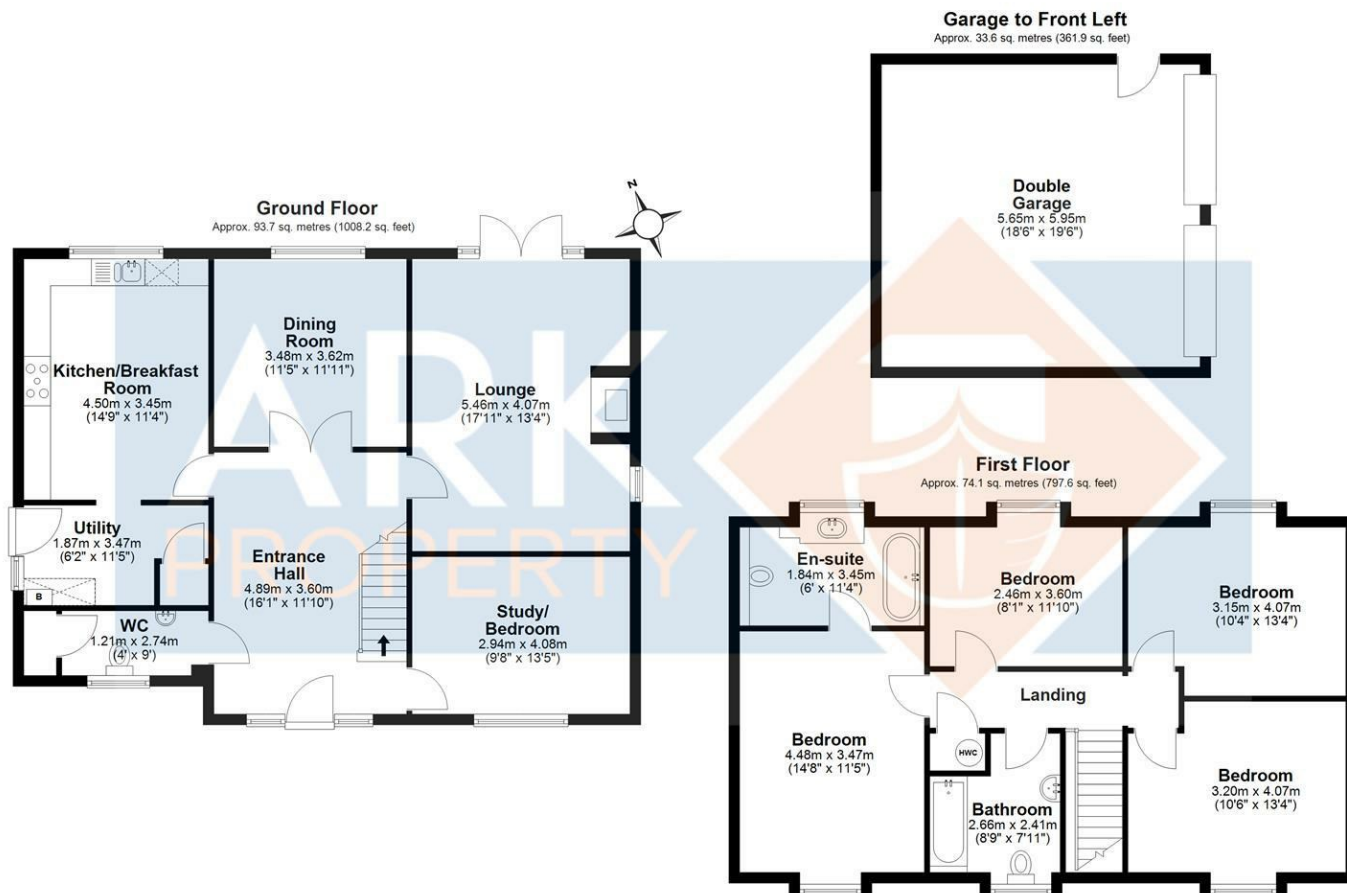 Garage to Front Left
Approx. 33.6 sq. metres (361.9 sq. feet)
Double
Garage
5.65m x 5.95m
(18'6" x 19'6")
N
Ground Floor
Approx. 93.7 sq. metres (1008.2 sq. feet)
Kitchen/Breakfast
Room
4.50m x 3.45m
(14'9" x 11'4")
Dining
Room
3.48m x 3.62m
(11'5" x 11'11")
Lounge
5.46m x 4.07m
(17'11" x 13'4")
Utility
1.87m x 3.47m
(6'2" x 11'5")
B
WC
1.21m x 2.74m
(4' x 9')
Entrance
Hall
4.89m x 3.60m
(16'1" x 11'10")
Study/
Bedroom
2.94m x 4.08m
(9'8" x 13'5")
ARK
PROPERTY
First Floor
Approx. 74.1 sq. metres (797.6 sq. feet)
En-suite
1.84m x 3.45m
(6' x 11'4")
Bedroom
2.46m x 3.60m
(8'1" x 11'10")
Bedroom
3.15m x 4.07m
(10'4" x 13'4")
Landing
Bedroom
4.48m x 3.47m
(14'8" x 11'5")
HWC
Bathroom
2.66m x 2.41m
(8'9" x 7'11")
Bedroom
3.20m x 4.07m
(10'6" x 13'4")